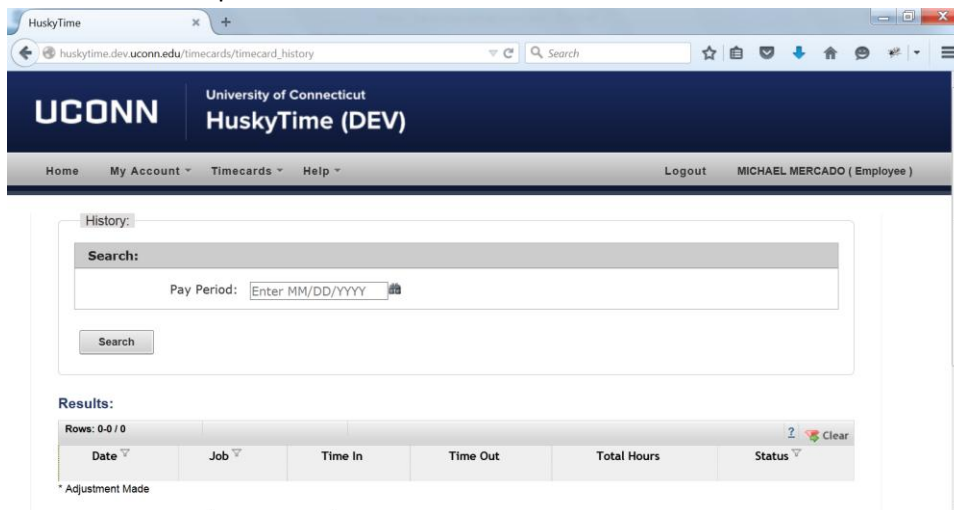 HuskyTime
huskytime.dev.uconn.edu/timecards/timecard_history
Search
UCONN
University of Connecticut
HuskyTime (DEV)
Home My Account Timecards Help Logout MICHAEL MERCADO ( Employee )
History:
Search:
Pay Period: Enter MM/DD/YYYY
Search
Results:
Rows: 0-0 / 0 ? Clear
Date Job Time In Time Out Total Hours Status
* Adjustment Made